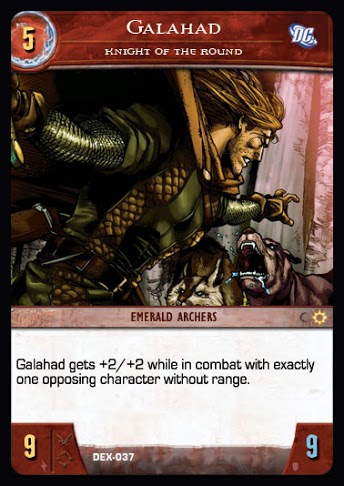 5
GALAHAD
KNIGHT OF THE ROUND
DC
EMERALD ARCHERS
Galahad gets +2/+2 while in combat with exactly
one opposing character without range.
9
DEX-037
9